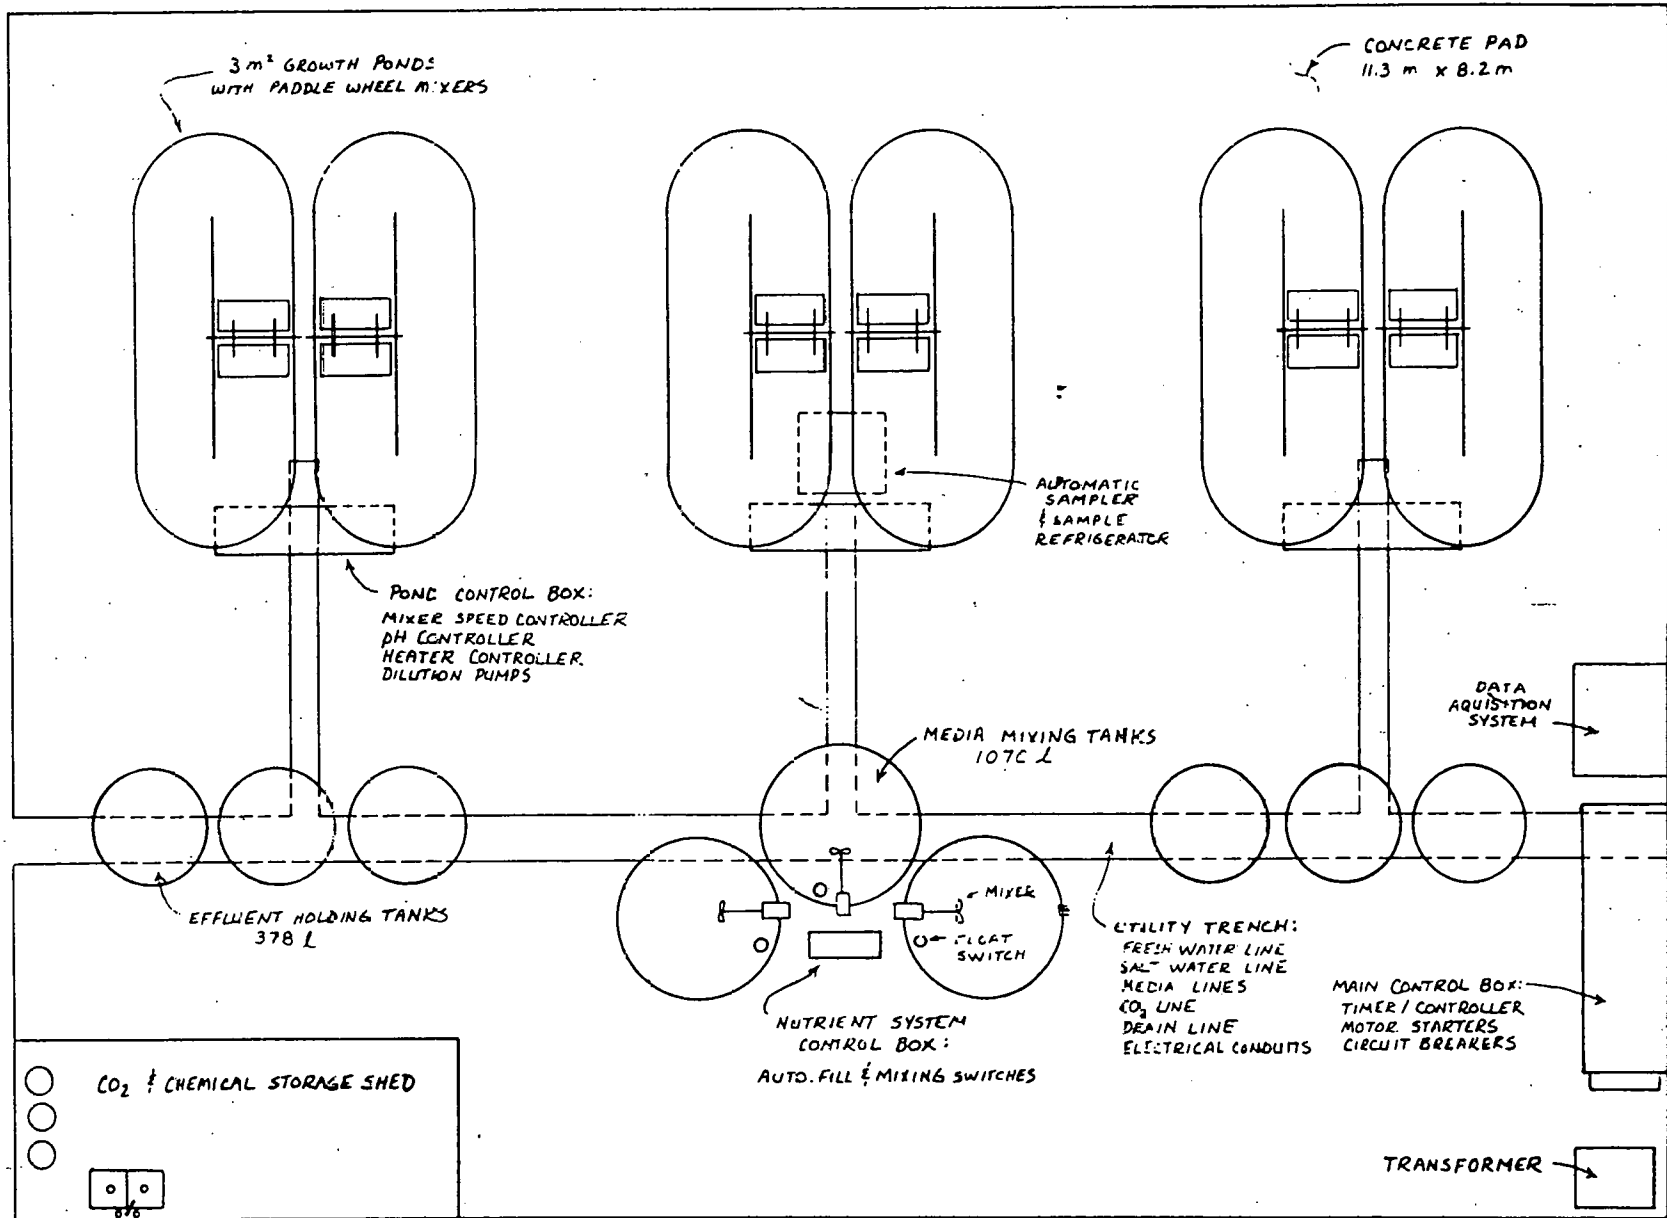 3 m² GROWTH PONDS
WITH PADDLE WHEEL MIXERS
CONCRETE PAD
11.3 m x 8.2 m
AUTOMATIC
SAMPLER
& SAMPLE
REFRIGERATOR
POND CONTROL BOX:
MIXER SPEED CONTROLLER
pH CONTROLLER
HEATER CONTROLLER
DILUTION PUMPS
DATA
AQUISITION
SYSTEM
MEDIA MIXING TANKS
1070 l
EFFLUENT HOLDING TANKS
378 l
MIXER
FLOAT
SWITCH
UTILITY TRENCH:
FRESH WATER LINE
SALT WATER LINE
MEDIA LINES
CO₂ LINE
DRAIN LINE
ELECTRICAL CONDUITS
MAIN CONTROL BOX:
TIMER / CONTROLLER
MOTOR STARTERS
CIRCUIT BREAKERS
NUTRIENT SYSTEM
CONTROL BOX:
AUTO. FILL & MIXING SWITCHES
CO₂ & CHEMICAL STORAGE SHED
TRANSFORMER